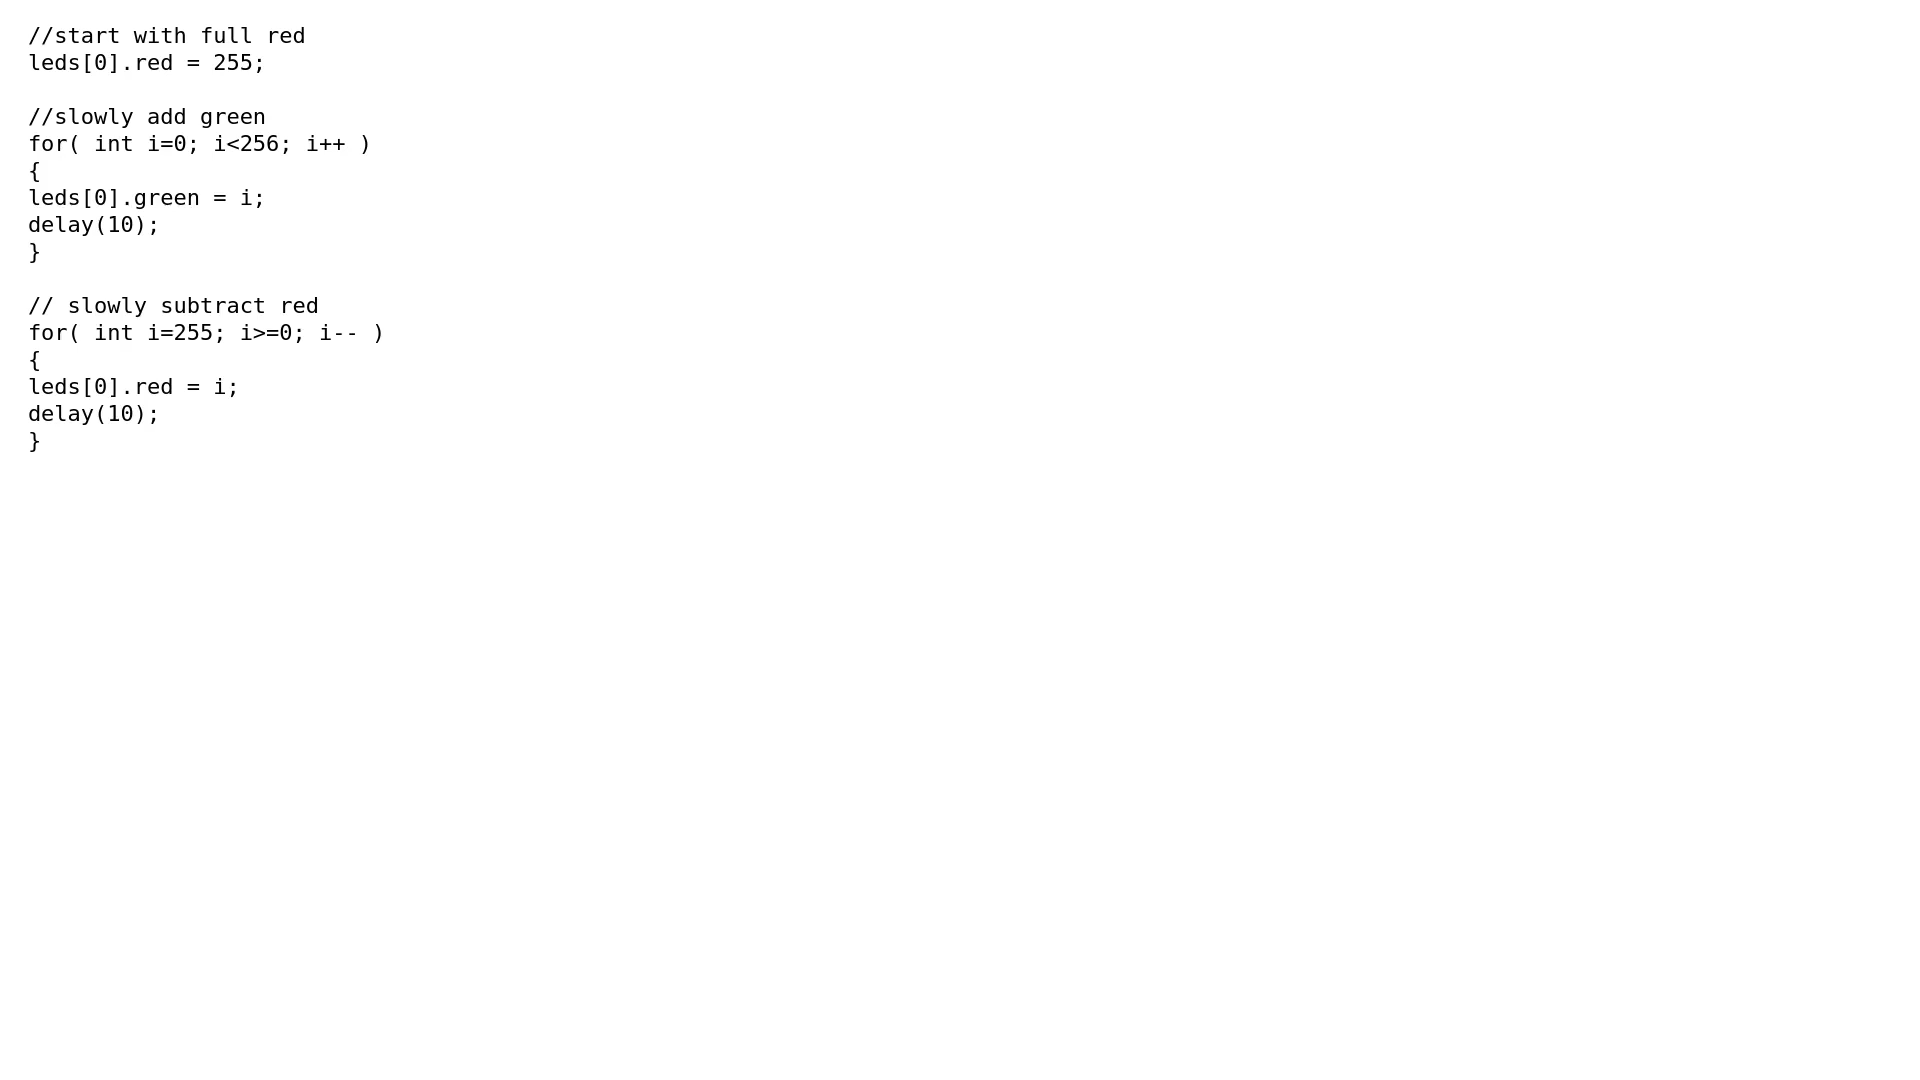 //start with full red
leds[0].red = 255;
//slowly add green
for( int i=0; i<256; i++ )
{
leds[0].green = i;
delay(10);
}
// slowly subtract red
for( int i=255; i>=0; i-- )
{
leds[0].red = i;
delay(10);
}